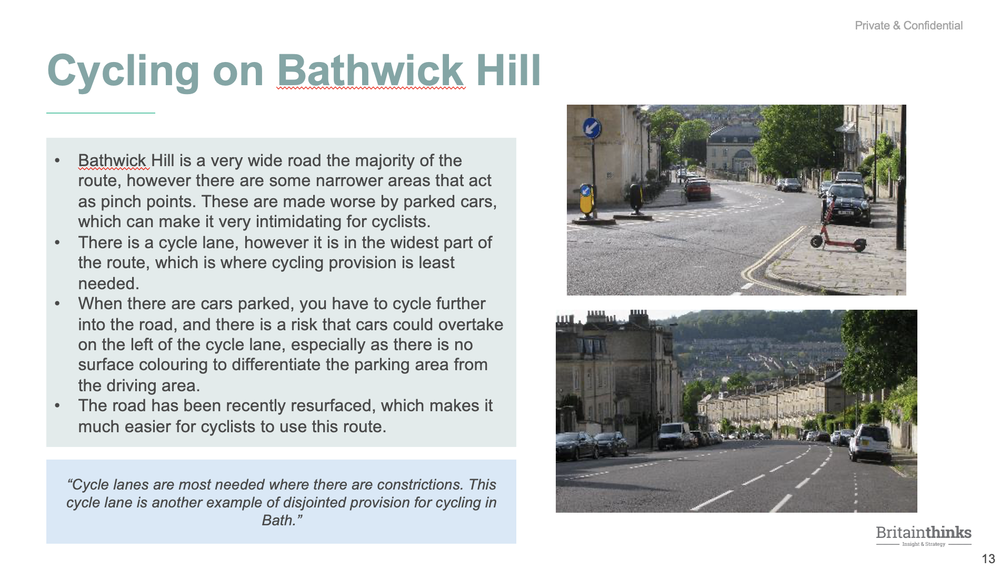 Private & Confidential
Cycling on Bathwick Hill
• Bathwick Hill is a very wide road the majority of the
route, however there are some narrower areas that act
as pinch points. These are made worse by parked cars,
which can make it very intimidating for cyclists.
• There is a cycle lane, however it is in the widest part of
the route, which is where cycling provision is least
needed.
• When there are cars parked, you have to cycle further
into the road, and there is a risk that cars could overtake
on the left of the cycle lane, especially as there is no
surface colouring to differentiate the parking area from
the driving area.
• The road has been recently resurfaced, which makes it
much easier for cyclists to use this route.
“Cycle lanes are most needed where there are constrictions. This
cycle lane is another example of disjointed provision for cycling in
Bath.”
Britainthinks
Insight & Strategy
13